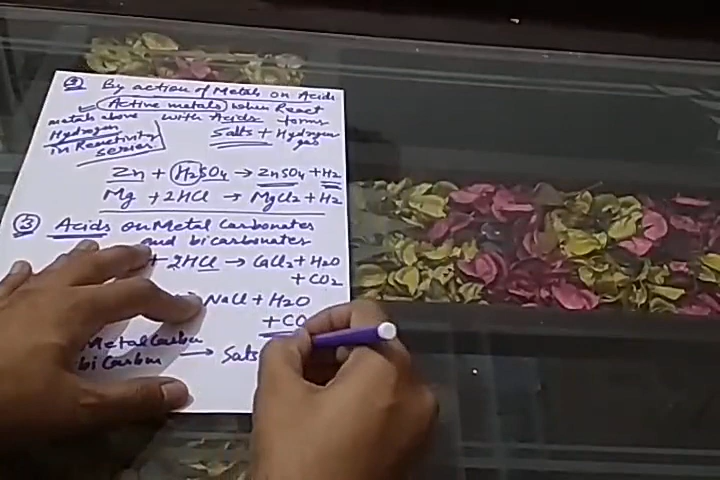 ② By action of Metals on Acids
Active metals when React
metals above with Acids forms
Hydrogen Salts + Hydrogen
in Reactivity gas
series
Zn + H2SO4 → ZnSO4 + H2
Mg + 2HCl → MgCl2 + H2
③ Acids on Metal Carbonates
and bicarbonates
+ 2HCl → CaCl2 + H2O
+ CO2
→ NaCl + H2O
+ CO
Metal Carbon
bi Carbon → Salts